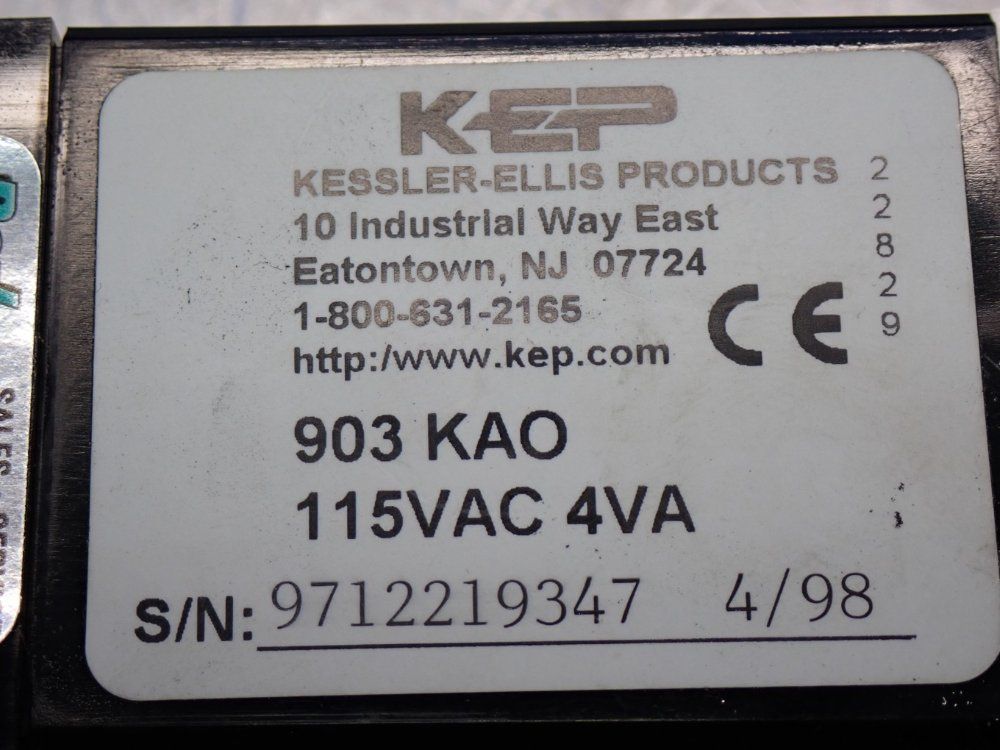 KEP
KESSLER-ELLIS PRODUCTS
10 Industrial Way East
Eatontown, NJ 07724
1-800-631-2165
http:/www.kep.com
CE
22829
903 KAO
115VAC 4VA
S/N: 9712219347 4/98
SALES